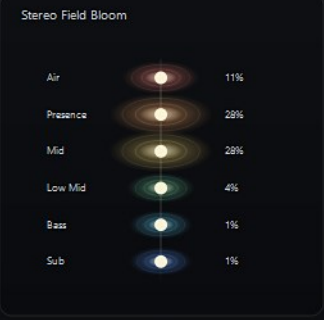 Stereo Field Bloom
Air 11%
Presence 28%
Mid 28%
Low Mid 4%
Bass 1%
Sub 1%